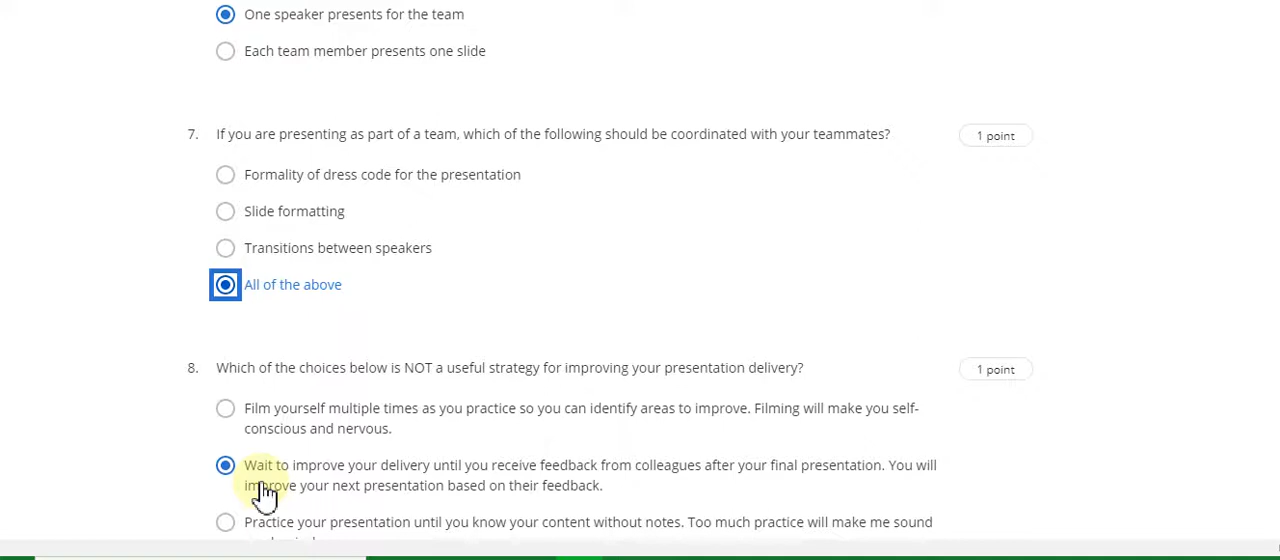 One speaker presents for the team
Each team member presents one slide
7. If you are presenting as part of a team, which of the following should be coordinated with your teammates? 1 point
Formality of dress code for the presentation
Slide formatting
Transitions between speakers
All of the above
8. Which of the choices below is NOT a useful strategy for improving your presentation delivery? 1 point
Film yourself multiple times as you practice so you can identify areas to improve. Filming will make you self-
conscious and nervous.
Wait to improve your delivery until you receive feedback from colleagues after your final presentation. You will
improve your next presentation based on their feedback.
Practice your presentation until you know your content without notes. Too much practice will make me sound